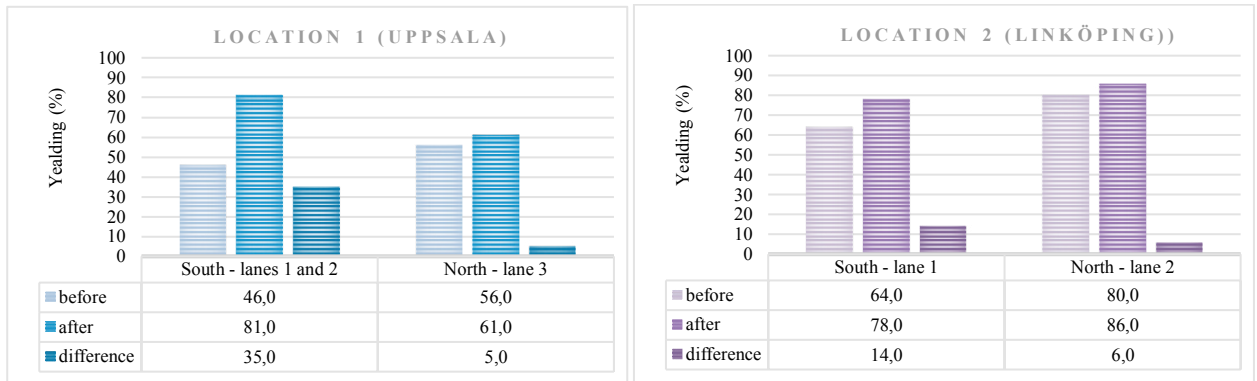 LOCATION 1 (UPPSALA)
Yealding (%)
100
90
80
70
60
50
40
30
20
10
0
South - lanes 1 and 2 North - lane 3
before 46,0 56,0
after 81,0 61,0
difference 35,0 5,0
LOCATION 2 (LINKÖPING))
Yealding (%)
100
90
80
70
60
50
40
30
20
10
0
South - lane 1 North - lane 2
before 64,0 80,0
after 78,0 86,0
difference 14,0 6,0